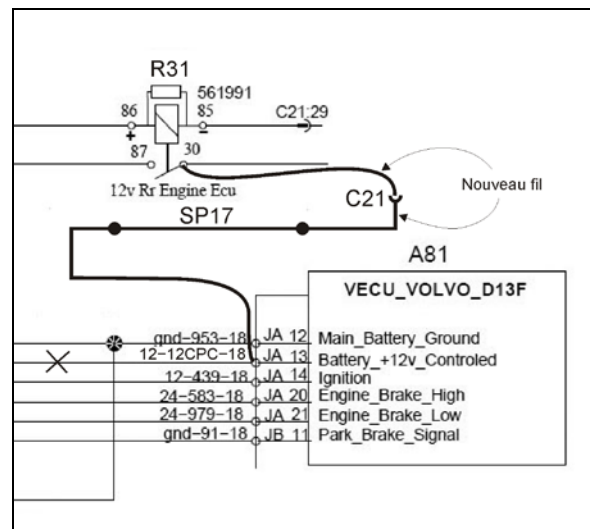 R31
561991
86 85 C21:29
+ -
87 30
12v Rr Engine Ecu
Nouveau fil
C21
SP17
A81
VECU_VOLVO_D13F
gnd-953-18 JA 12 Main_Battery_Ground
12-12CPC-18 JA 13 Battery_+12v_Controled
12-439-18 JA 14 Ignition
24-583-18 JA 20 Engine_Brake_High
24-979-18 JA 21 Engine_Brake_Low
gnd-91-18 JB 11 Park_Brake_Signal